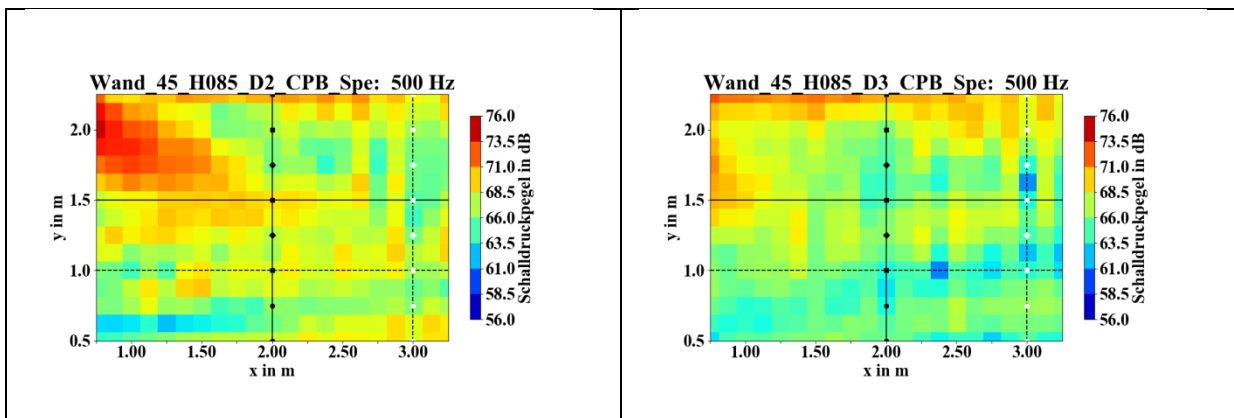 Wand_45_H085_D2_CPB_Spe: 500 Hz
2.0
1.5
1.0
0.5
y in m
1.00 1.50 2.00 2.50 3.00
x in m
76.0
73.5
71.0
68.5
66.0
63.5
61.0
58.5
56.0
Schalldruckpegel in dB
Wand_45_H085_D3_CPB_Spe: 500 Hz
2.0
1.5
1.0
0.5
y in m
1.00 1.50 2.00 2.50 3.00
x in m
76.0
73.5
71.0
68.5
66.0
63.5
61.0
58.5
56.0
Schalldruckpegel in dB